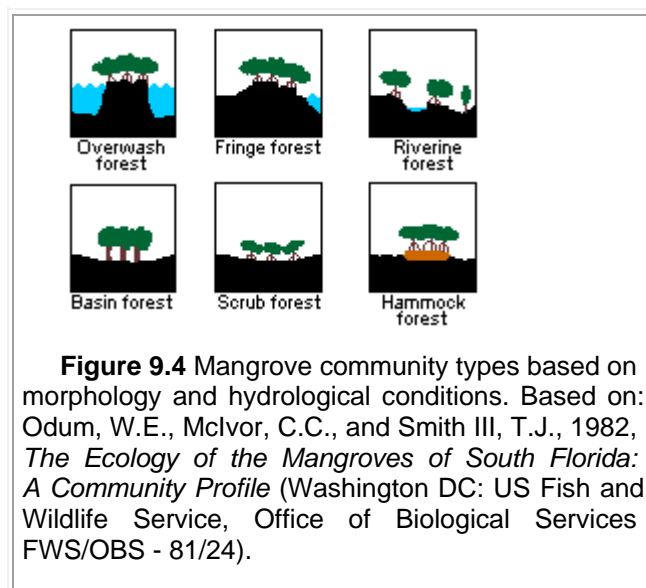 Overwash forest
Fringe forest
Riverine forest
Basin forest
Scrub forest
Hammock forest
Figure 9.4 Mangrove community types based on
morphology and hydrological conditions. Based on:
Odum, W.E., McIvor, C.C., and Smith III, T.J., 1982,
The Ecology of the Mangroves of South Florida:
A Community Profile (Washington DC: US Fish and
Wildlife Service, Office of Biological Services
FWS/OBS - 81/24).